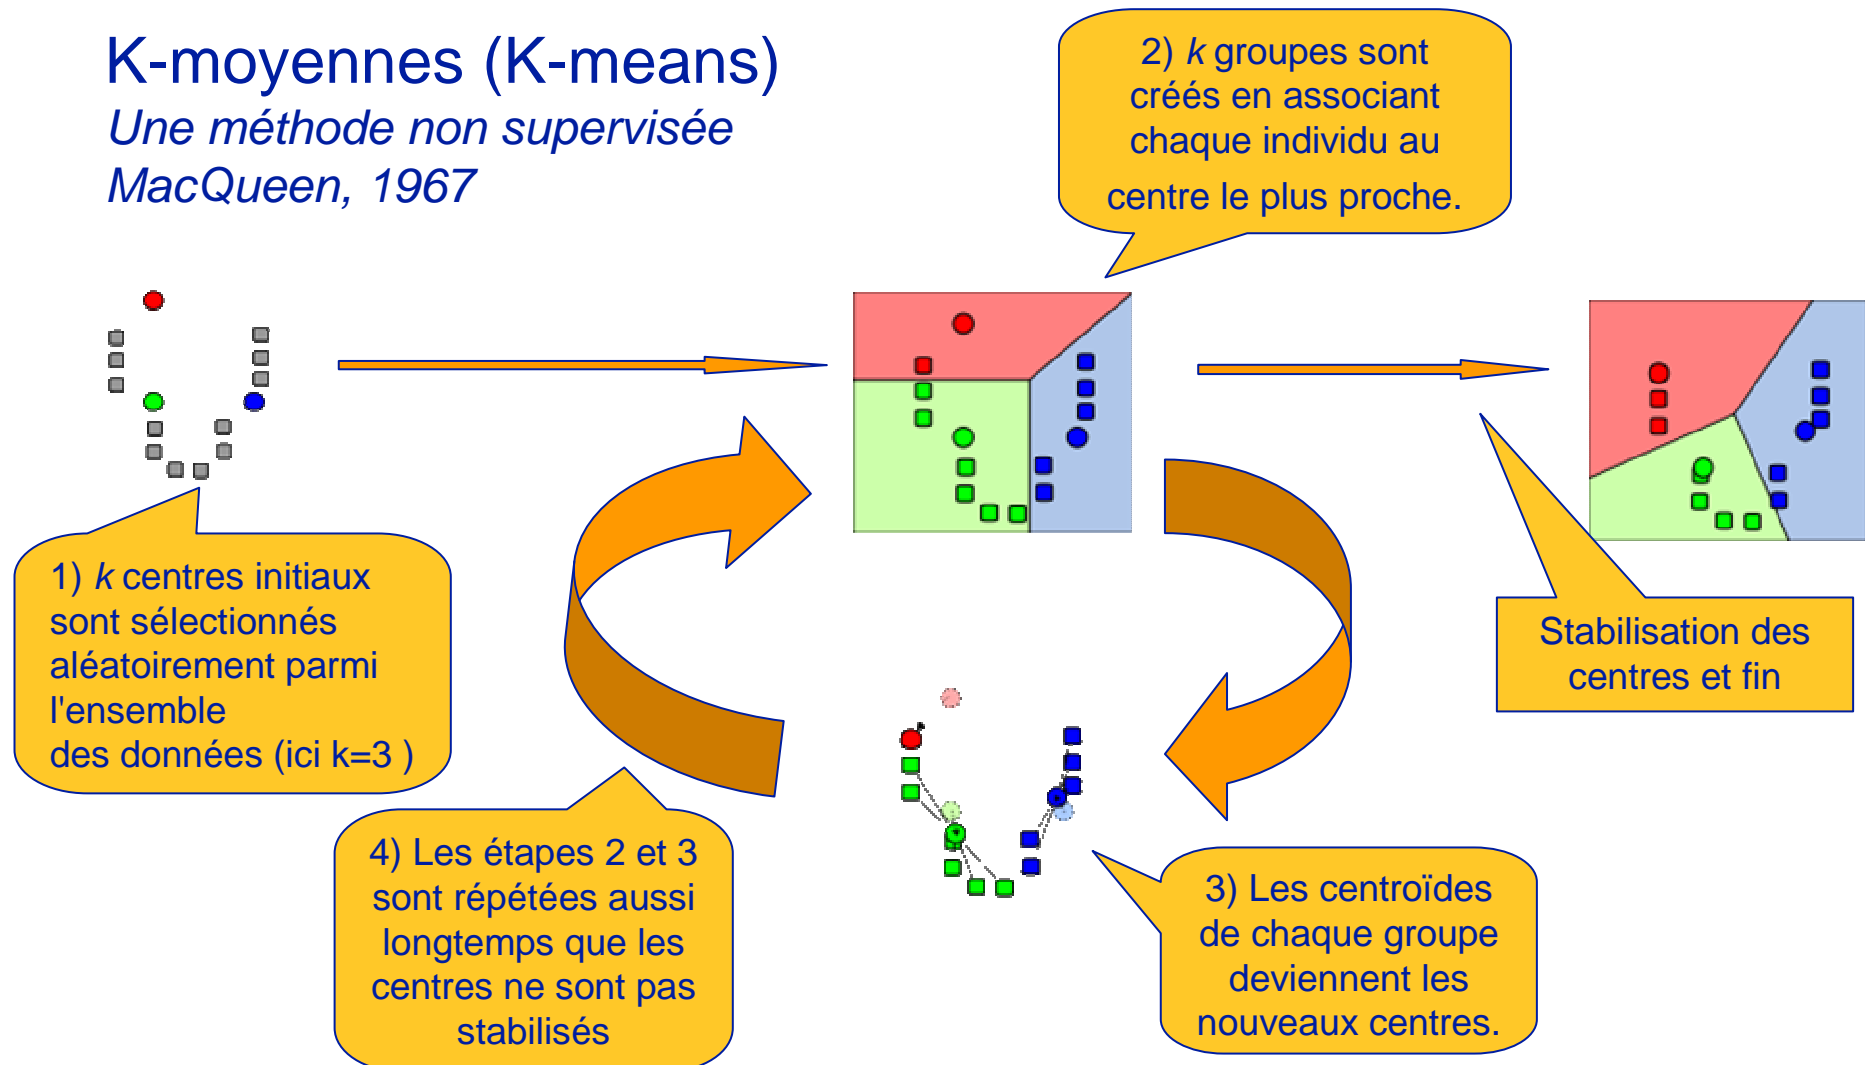 K-moyennes (K-means)
Une méthode non supervisée
MacQueen, 1967
2) k groupes sont
créés en associant
chaque individu au
centre le plus proche.
1) k centres initiaux
sont sélectionnés
aléatoirement parmi
l'ensemble
des données (ici k=3 )
Stabilisation des
centres et fin
4) Les étapes 2 et 3
sont répétées aussi
longtemps que les
centres ne sont pas
stabilisés
3) Les centroïdes
de chaque groupe
deviennent les
nouveaux centres.